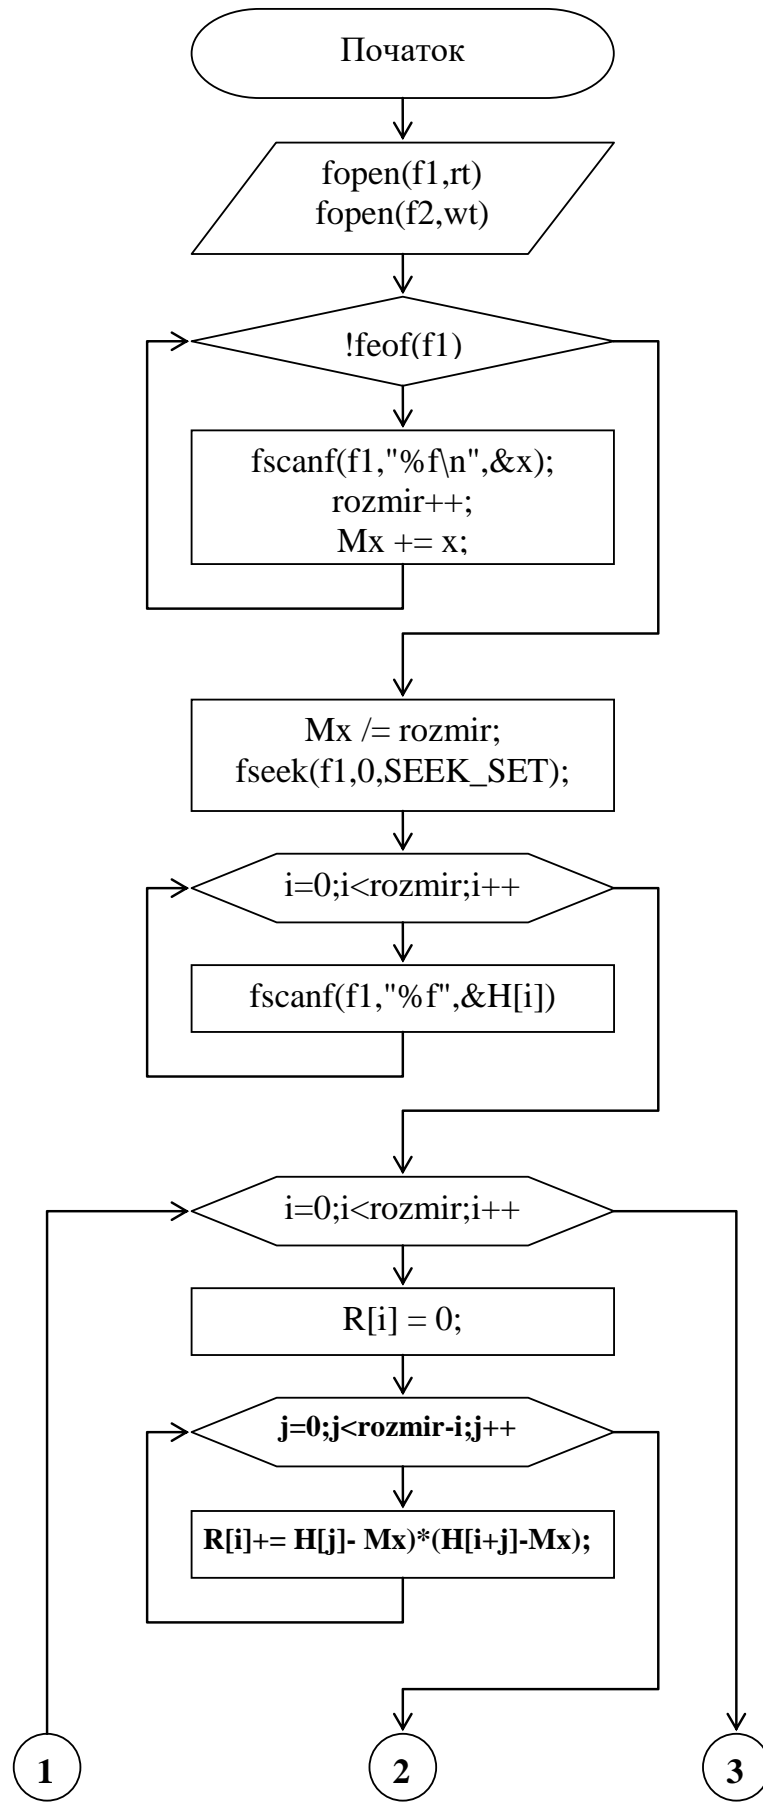 Початок
fopen(f1,rt)
fopen(f2,wt)
!feof(f1)
fscanf(f1,"%f\n",&x);
rozmir++;
Mx += x;
Mx /= rozmir;
fseek(f1,0,SEEK_SET);
i=0;i<rozmir;i++
fscanf(f1,"%f",&H[i])
i=0;i<rozmir;i++
R[i] = 0;
j=0;j<rozmir-i;j++
R[i]+= H[j]- Mx)*(H[i+j]-Mx);
1
2
3